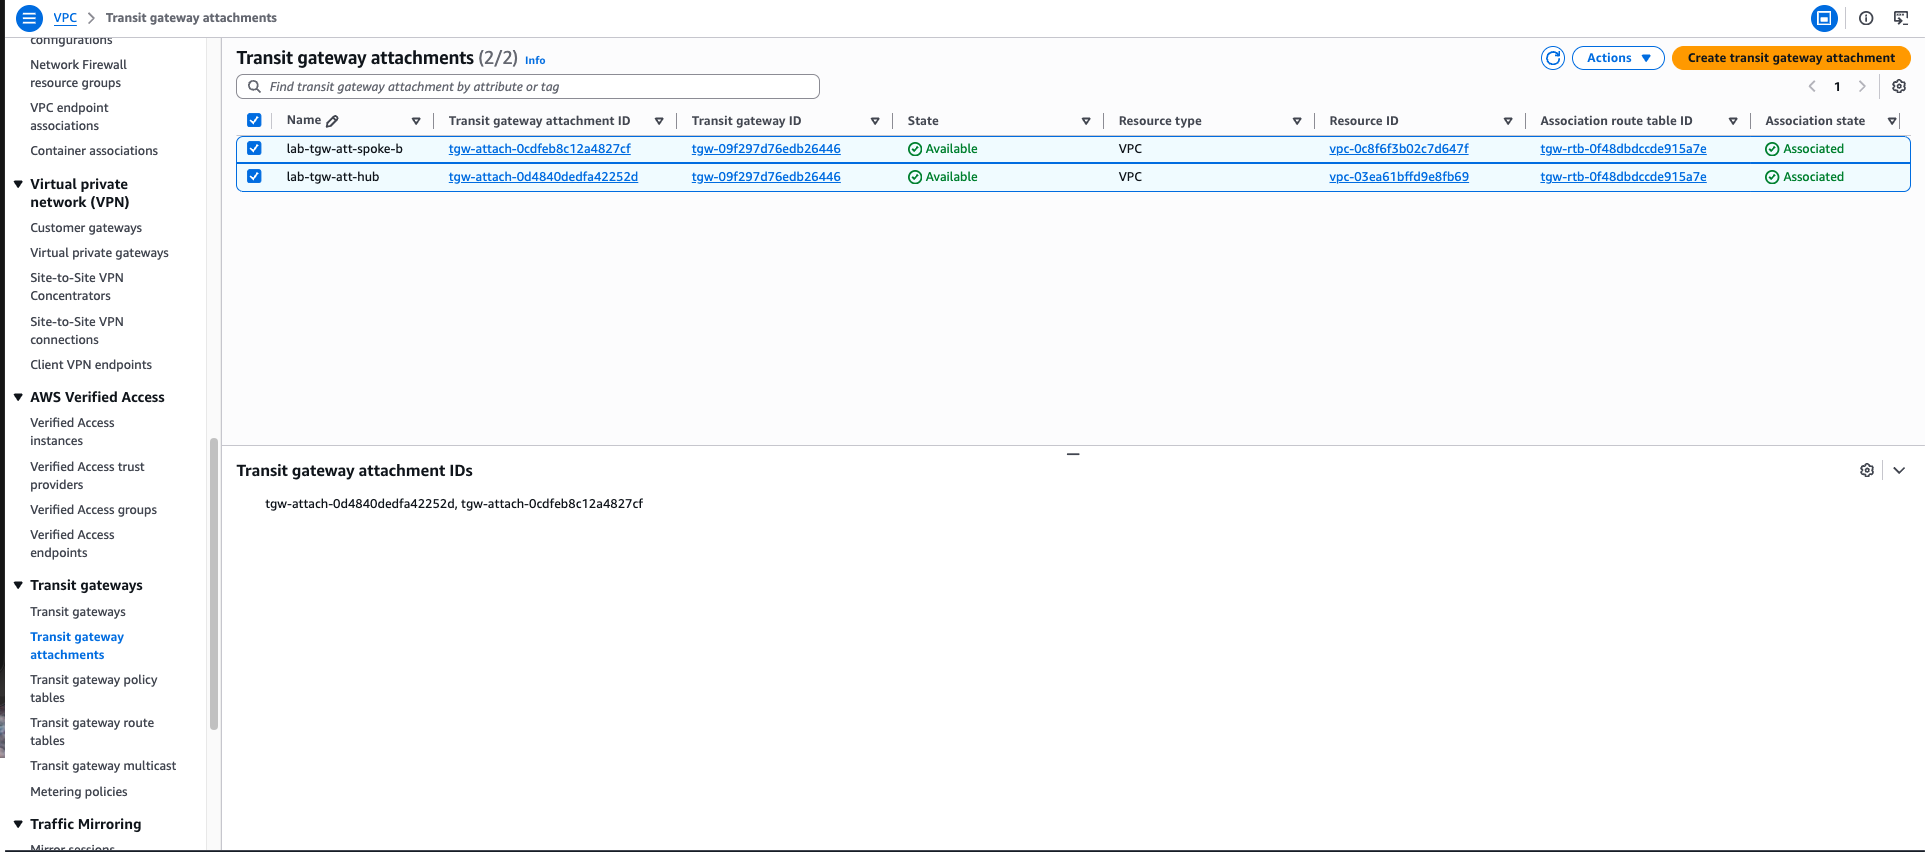 VPC > Transit gateway attachments
configurations
Network Firewall
resource groups
VPC endpoint
associations
Container associations
Virtual private
network (VPN)
Customer gateways
Virtual private gateways
Site-to-Site VPN
Concentrators
Site-to-Site VPN
connections
Client VPN endpoints
AWS Verified Access
Verified Access
instances
Verified Access trust
providers
Verified Access groups
Verified Access
endpoints
Transit gateways
Transit gateways
Transit gateway
attachments
Transit gateway policy
tables
Transit gateway route
tables
Transit gateway multicast
Metering policies
Traffic Mirroring
Mirror sessions
Transit gateway attachments (2/2) Info
Actions
Create transit gateway attachment
Find transit gateway attachment by attribute or tag
1
Name Transit gateway attachment ID Transit gateway ID State Resource type Resource ID Association route table ID Association state
lab-tgw-att-spoke-b tgw-attach-0cdfeb8c12a4827cf tgw-09f297d76edb26446 Available VPC vpc-0c8f6f3b02c7d647f tgw-rtb-0f48dbdccde915a7e Associated
lab-tgw-att-hub tgw-attach-0d4840dedfa42252d tgw-09f297d76edb26446 Available VPC vpc-03ea61bffd9e8fb69 tgw-rtb-0f48dbdccde915a7e Associated
Transit gateway attachment IDs
tgw-attach-0d4840dedfa42252d, tgw-attach-0cdfeb8c12a4827cf